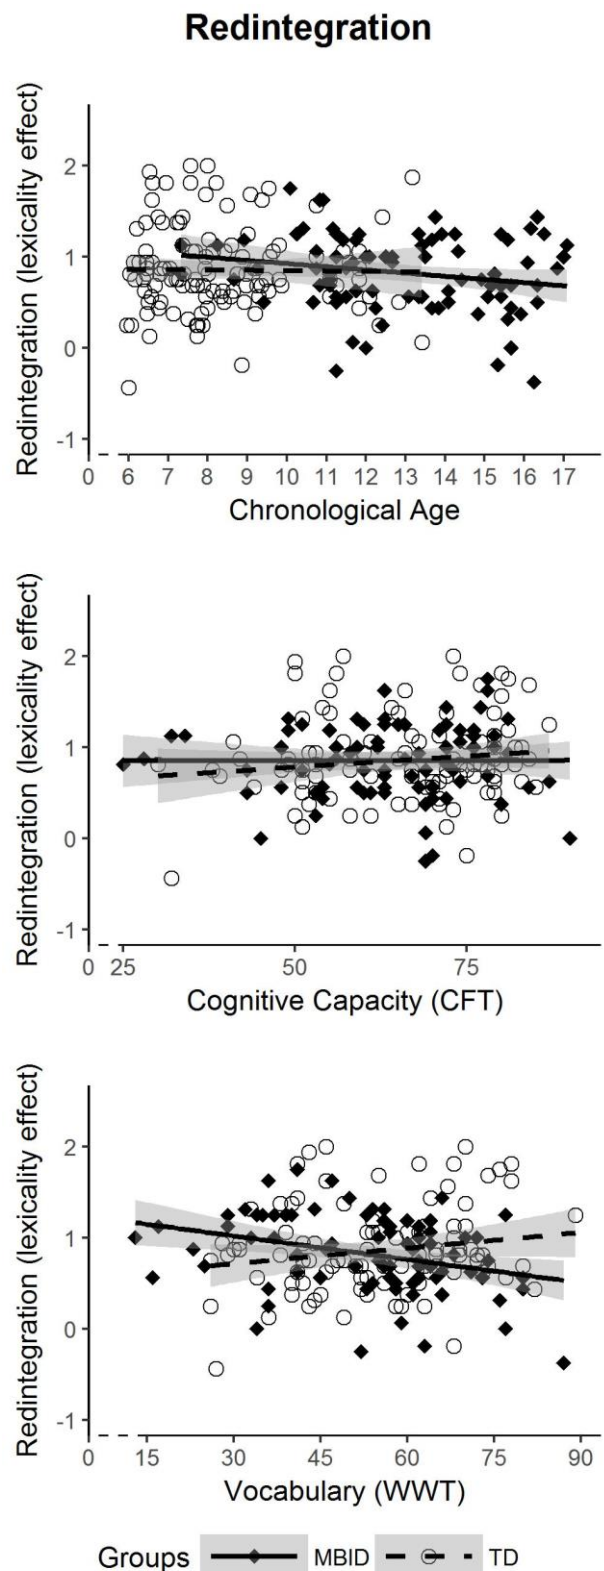 Redintegration
Redintegration (lexicality effect)
2
1
0
-1
0 6 7 8 9 10 11 12 13 14 15 16 17
Chronological Age
Redintegration (lexicality effect)
2
1
0
-1
0 25 50 75
Cognitive Capacity (CFT)
Redintegration (lexicality effect)
2
1
0
-1
0 15 30 45 60 75 90
Vocabulary (WWT)
Groups MBID TD